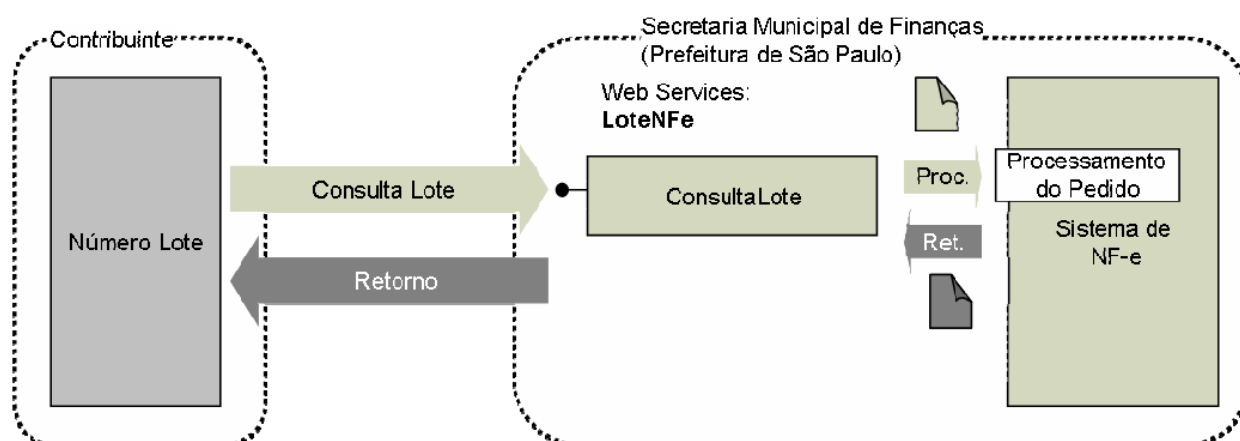 Contribuinte
Secretaria Municipal de Finanças
(Prefeitura de São Paulo)
Web Services:
LoteNFe
Consulta Lote
ConsultaLote
Proc.
Processamento
do Pedido
Número Lote
Retorno
Ret.
Sistema de
NF-e